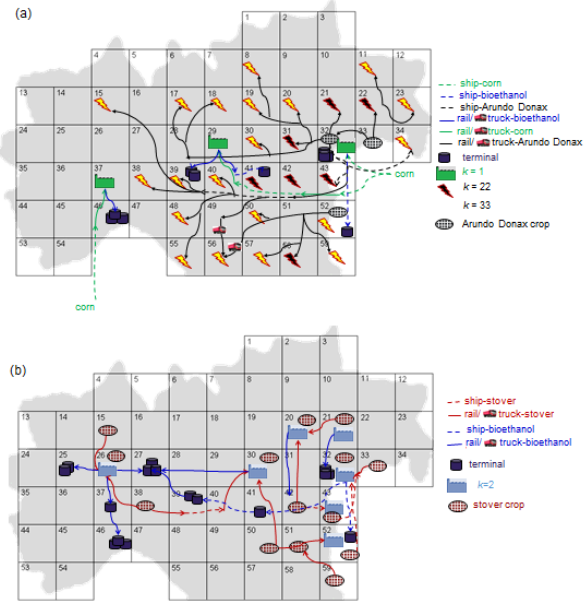 (a)
1 2 3
4 5 6 7 8 9 10 11 12
13 14 15 16 17 18 19 20 21 22 23
24 25 26 27 28 29 30 31 32 33 34
35 36 37 38 39 40 41 42 43
44 45 46 47 48 49 50 51 52
53 54 55 56 57 58 59
corn
corn
ship-corn
ship-bioethanol
ship-Arundo Donax
rail/ truck-bioethanol
rail/ truck-corn
rail/ truck-Arundo Donax
terminal
k = 1
k = 22
k = 33
Arundo Donax crop
(b)
1 2 3
4 5 6 7 8 9 10 11 12
13 14 15 16 17 18 19 20 21 22 23
24 25 26 27 28 29 30 31 32 33 34
35 36 37 38 39 40 41 42 43
44 45 46 47 48 49 50 51 52
53 54 55 56 57 58 59
ship-stover
rail/ truck-stover
ship-bioethanol
rail/ truck-bioethanol
terminal
k=2
stover crop